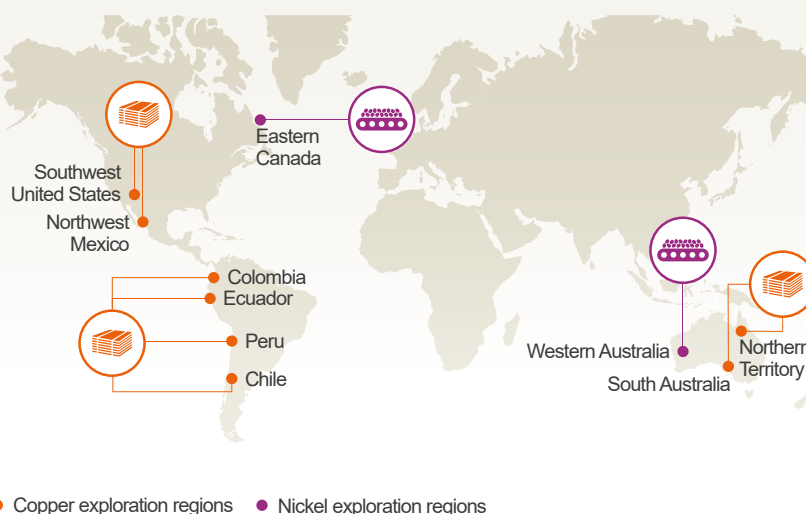 Eastern
Canada
Southwest
United States
Northwest
Mexico
Colombia
Ecuador
Peru
Chile
Western Australia
South Australia
Northern
Territory
Copper exploration regions
Nickel exploration regions